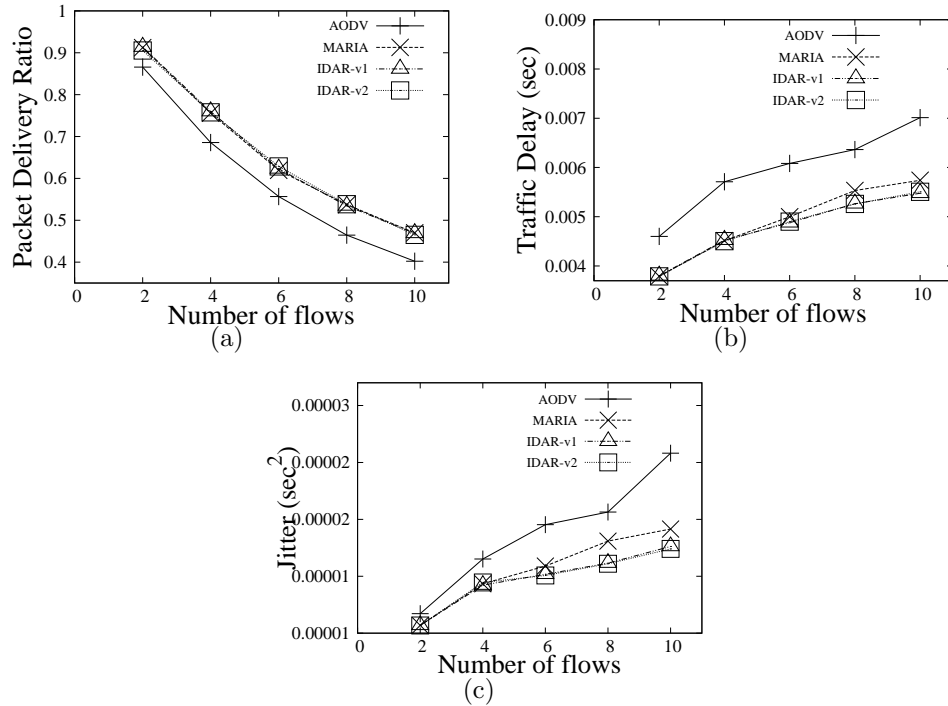 1
0.9
0.8
0.7
0.6
0.5
0.4
Packet Delivery Ratio
AODV
MARIA
IDAR-v1
IDAR-v2
0 2 4 6 8 10
Number of flows
(a)
0.009
0.008
0.007
0.006
0.005
0.004
Traffic Delay (sec)
AODV
MARIA
IDAR-v1
IDAR-v2
0 2 4 6 8 10
Number of flows
(b)
0.00003
0.00002
0.00002
0.00001
0.00001
Jitter (sec²)
AODV
MARIA
IDAR-v1
IDAR-v2
0 2 4 6 8 10
Number of flows
(c)